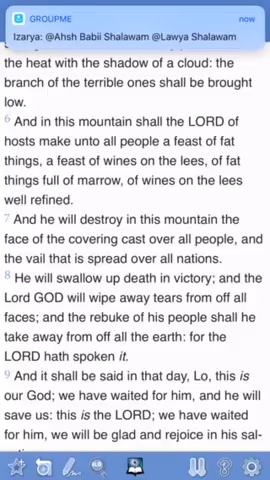 GROUPME
now
Izarya: @Ahsh Babii Shalawam @Lawya Shalawam
the heat with the shadow of a cloud: the
branch of the terrible ones shall be brought
low.
6 And in this mountain shall the LORD of
hosts make unto all people a feast of fat
things, a feast of wines on the lees, of fat
things full of marrow, of wines on the lees
well refined.
7 And he will destroy in this mountain the
face of the covering cast over all people, and
the vail that is spread over all nations.
8 He will swallow up death in victory; and the
Lord GOD will wipe away tears from off all
faces; and the rebuke of his people shall he
take away from off all the earth: for the
LORD hath spoken it.
9 And it shall be said in that day, Lo, this is
our God; we have waited for him, and he will
save us: this is the LORD; we have waited
for him, we will be glad and rejoice in his sal-